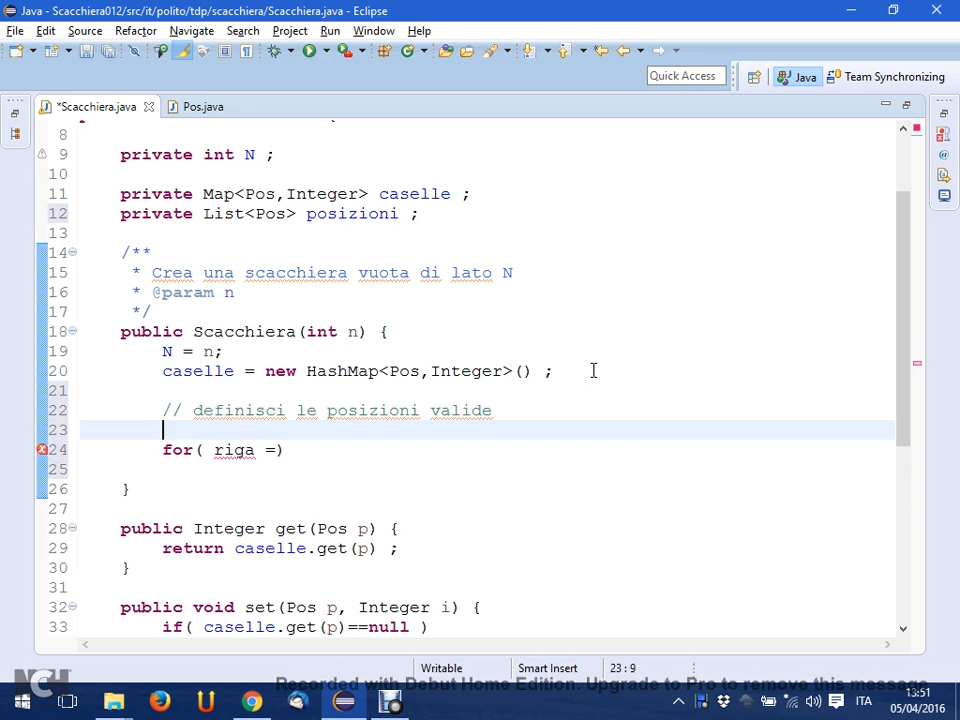 Java - Scacchiera012/src/it/polito/tdp/scacchiera/Scacchiera.java - Eclipse
File Edit Source Refactor Navigate Search Project Run Window Help
Quick Access
Java
Team Synchronizing
*Scacchiera.java
Pos.java
8
9 private int N ;
10
11 private Map<Pos,Integer> caselle ;
12 private List<Pos> posizioni ;
13
14 /**
15 * Crea una scacchiera vuota di lato N
16 * @param n
17 */
18 public Scacchiera(int n) {
19 N = n;
20 caselle = new HashMap<Pos,Integer>() ;
21
22 // definisci le posizioni valide
23
24 for( riga =)
25
26 }
27
28 public Integer get(Pos p) {
29 return caselle.get(p) ;
30 }
31
32 public void set(Pos p, Integer i) {
33 if( caselle.get(p)==null )
Writable Smart Insert 23 : 9
NCH
Recorded with Debut Home Edition. Upgrade to Pro to remove this message
ITA
13:51
05/04/2016